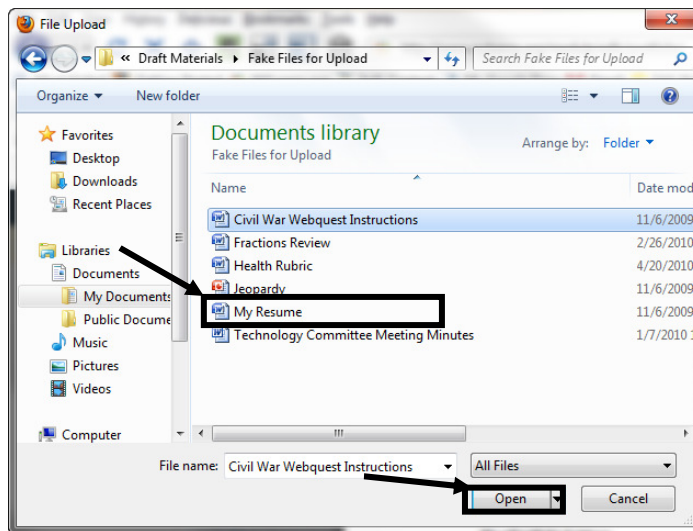 File Upload
« Draft Materials Fake Files for Upload Search Fake Files for Upload
Organize New folder
Favorites
Desktop
Downloads
Recent Places
Libraries
Documents
My Documents
Public Docume
Music
Pictures
Videos
Computer
Documents library
Fake Files for Upload
Arrange by: Folder
Name Date mod
Civil War Webquest Instructions 11/6/2009
Fractions Review 2/26/2010
Health Rubric 4/20/2010
Jeopardy 11/6/2009
My Resume 11/6/2009
Technology Committee Meeting Minutes 1/7/2010 1
File name: Civil War Webquest Instructions All Files
Open Cancel